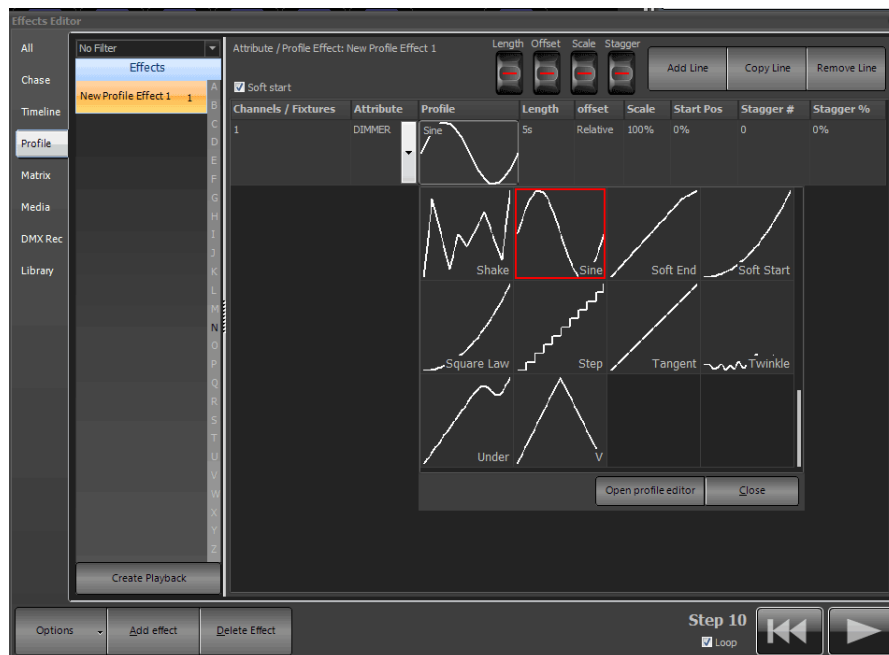 Effects Editor
All
Chase
Timeline
Profile
Matrix
Media
DMX Rec
Library
No Filter
Effects
New Profile Effect 1 1
A
B
C
D
E
F
G
H
I
J
K
L
M
N
O
P
Q
R
S
T
U
V
W
X
Y
Z
Create Playback
Attribute / Profile Effect: New Profile Effect 1
Length Offset Scale Stagger
Add Line Copy Line Remove Line
Soft start
Channels / Fixtures Attribute Profile Length offset Scale Start Pos Stagger # Stagger %
1 DIMMER Sine 5s Relative 100% 0% 0 0%
Shake Sine Soft End Soft Start
Square Law Step Tangent Twinkle
Under V
Open profile editor Close
Options Add effect Delete Effect
Step 10
Loop